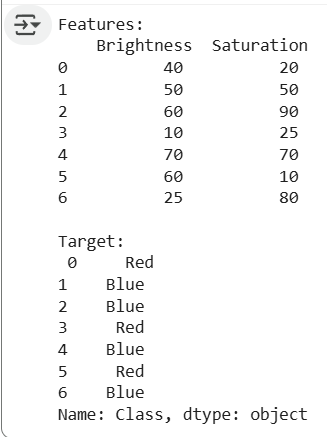 Features:
Brightness Saturation
0 40 20
1 50 50
2 60 90
3 10 25
4 70 70
5 60 10
6 25 80
Target:
0 Red
1 Blue
2 Blue
3 Red
4 Blue
5 Red
6 Blue
Name: Class, dtype: object